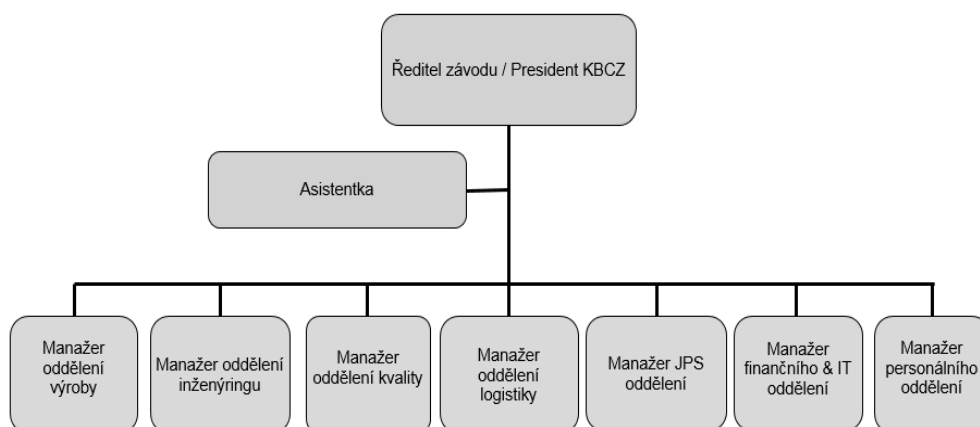 Ředitel závodu / President KBCZ
Asistentka
Manažer
oddělení
výroby
Manažer oddělení
inženýringu
Manažer
oddělení kvality
Manažer
oddělení
logistiky
Manažer JPS
oddělení
Manažer
finančního & IT
oddělení
Manažer
personálního
oddělení